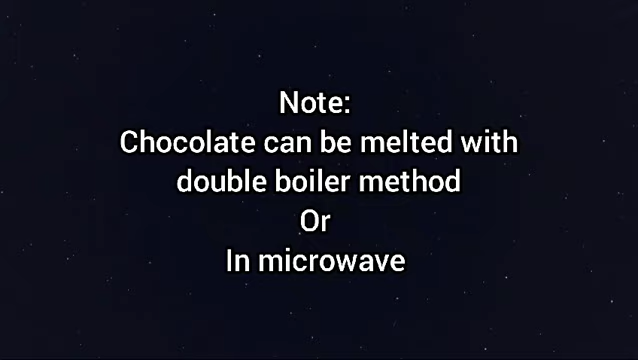 Note:
Chocolate can be melted with
double boiler method
Or
In microwave